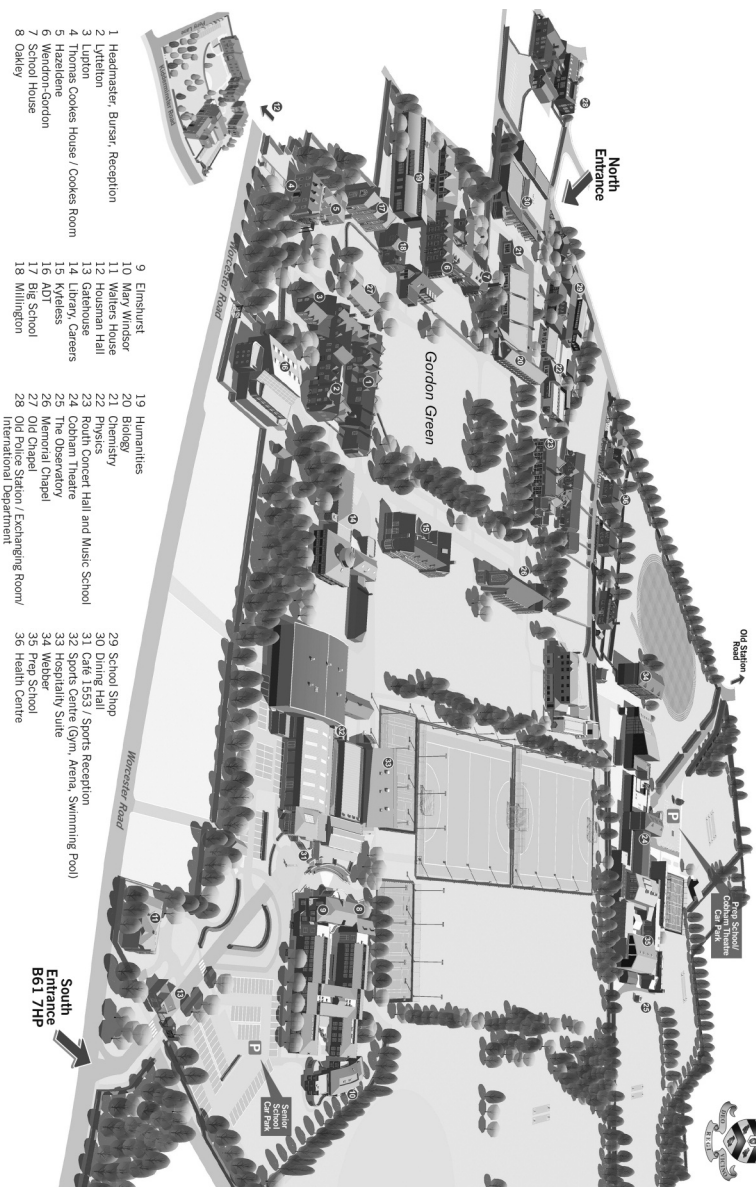 North
Entrance
Old Station
Road
Gordon Green
Worcester Road
Worcester Road
Prep School/
Cobham Theatre
Car Park
P
P
Senior
School
Car Park
South
Entrance
B61 7HP
DEO
REGI
VICINO
1 Headmaster, Bursar, Reception
2 Lyttelton
3 Lupton
4 Thomas Cookes House / Cookes Room
5 Hazeldene
6 Wendron-Gordon
7 School House
8 Oakley
9 Elmshurst
10 Mary Windsor
11 Walters House
12 Housman Hall
13 Gatehouse
14 Library, Careers
15 Kyteless
16 ADT
17 Big School
18 Millington
19 Humanities
20 Biology
21 Chemistry
22 Physics
23 Routh Concert Hall and Music School
24 Cobham Theatre
25 The Observatory
26 Memorial Chapel
27 Old Chapel
28 Old Police Station / Exchanging Room/
International Department
29 School Shop
30 Dining Hall
31 Café 1553 / Sports Reception
32 Sports Centre (Gym, Arena, Swimming Pool)
33 Hospitality Suite
34 Webber
35 Prep School
36 Health Centre